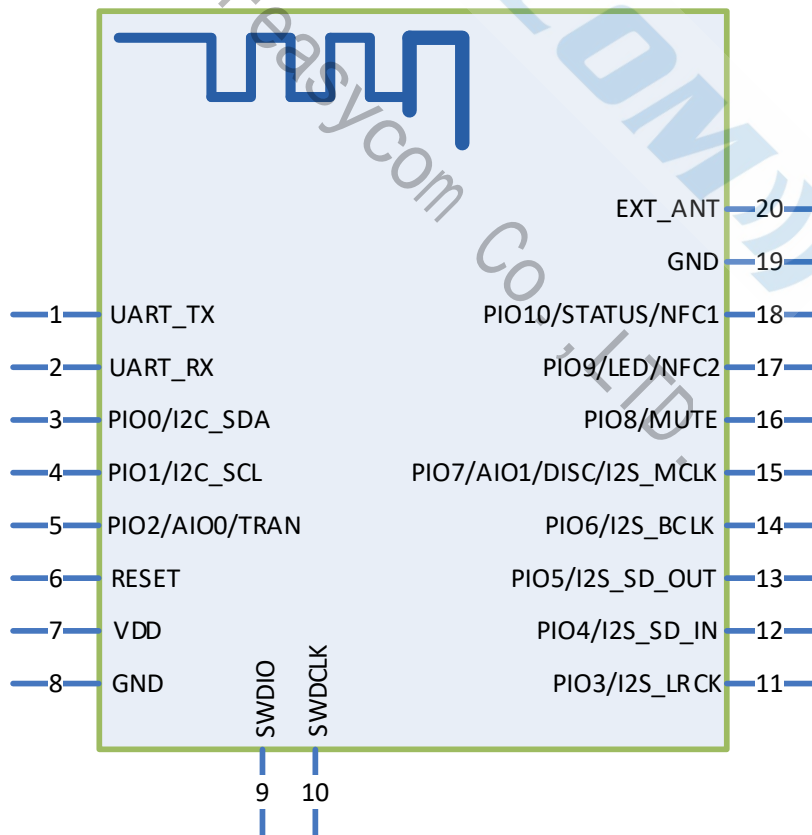 EXT_ANT 20
GND 19
1 UART_TX PIO10/STATUS/NFC1 18
2 UART_RX PIO9/LED/NFC2 17
3 PIO0/I2C_SDA PIO8/MUTE 16
4 PIO1/I2C_SCL PIO7/AIO1/DISC/I2S_MCLK 15
5 PIO2/AIO0/TRAN PIO6/I2S_BCLK 14
6 RESET PIO5/I2S_SD_OUT 13
7 VDD PIO4/I2S_SD_IN 12
8 GND PIO3/I2S_LRCK 11
SWDIO SWDCLK
9 10
easycom Co.,LTD.
COM